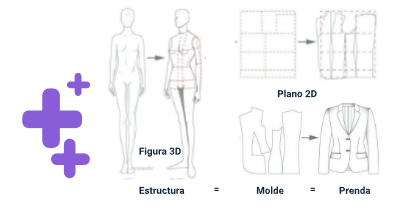 Plano 2D
Figura 3D
Estructura = Molde = Prenda